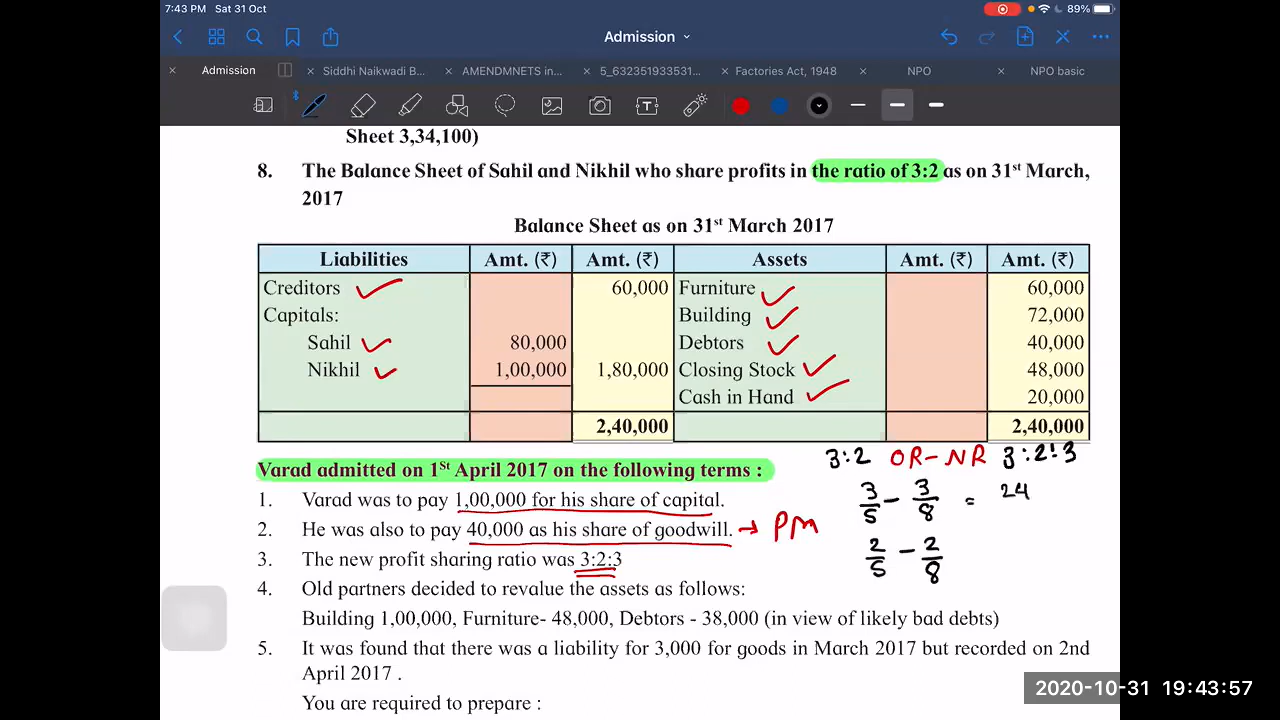 7:43 PM Sat 31 Oct 89%
Admission
Admission Siddhi Naikwadi B... AMENDMNETS in... 5_632351933531... Factories Act, 1948 NPO NPO basic
Sheet 3,34,100)
8. The Balance Sheet of Sahil and Nikhil who share profits in the ratio of 3:2 as on 31st March,
2017
Balance Sheet as on 31st March 2017
Liabilities Amt. (₹) Amt. (₹) Assets Amt. (₹) Amt. (₹)
Creditors 60,000 Furniture 60,000
Capitals: Building 72,000
Sahil 80,000 Debtors 40,000
Nikhil 1,00,000 1,80,000 Closing Stock 48,000
Cash in Hand 20,000
2,40,000 2,40,000
3:2 OR-NR 3:2:3
Varad admitted on 1St April 2017 on the following terms :
1. Varad was to pay 1,00,000 for his share of capital.
3/5 - 3/8 = 24
2. He was also to pay 40,000 as his share of goodwill. → PM
3. The new profit sharing ratio was 3:2:3
2/5 - 2/8
4. Old partners decided to revalue the assets as follows:
Building 1,00,000, Furniture- 48,000, Debtors - 38,000 (in view of likely bad debts)
5. It was found that there was a liability for 3,000 for goods in March 2017 but recorded on 2nd
April 2017 .
You are required to prepare :
2020-10-31 19:43:57